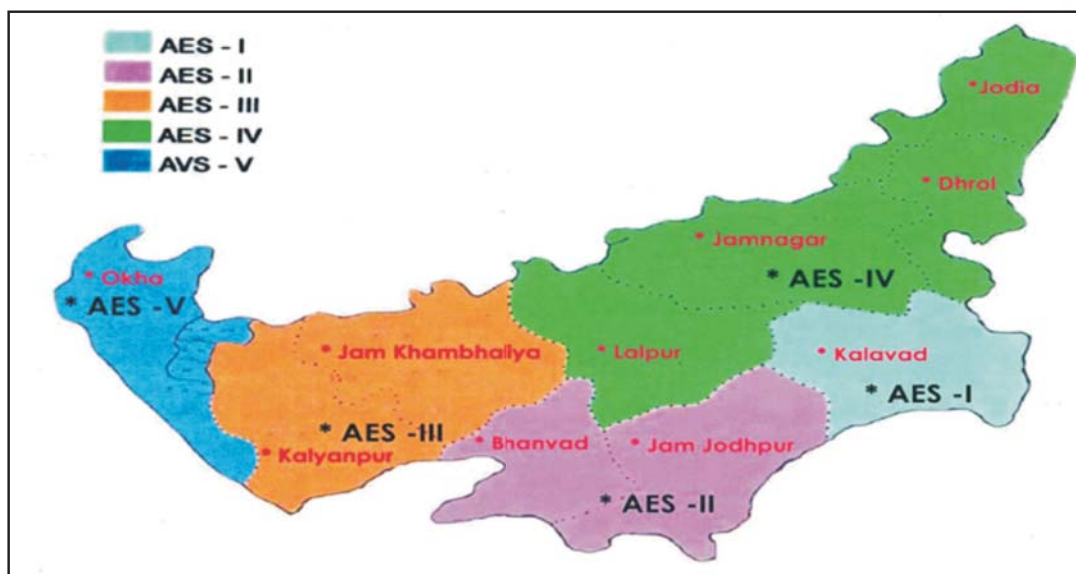 AES - I
AES - II
AES - III
AES - IV
AVS - V
* Jodia
* Dhrol
* Jamnagar
* AES -IV
* Okha
* AES -V
* Jam Khambhaliya
* Lalpur
* Kalavad
* AES -I
* AES -III
* Kalyanpur
* Bhanvad
* Jam Jodhpur
* AES -II